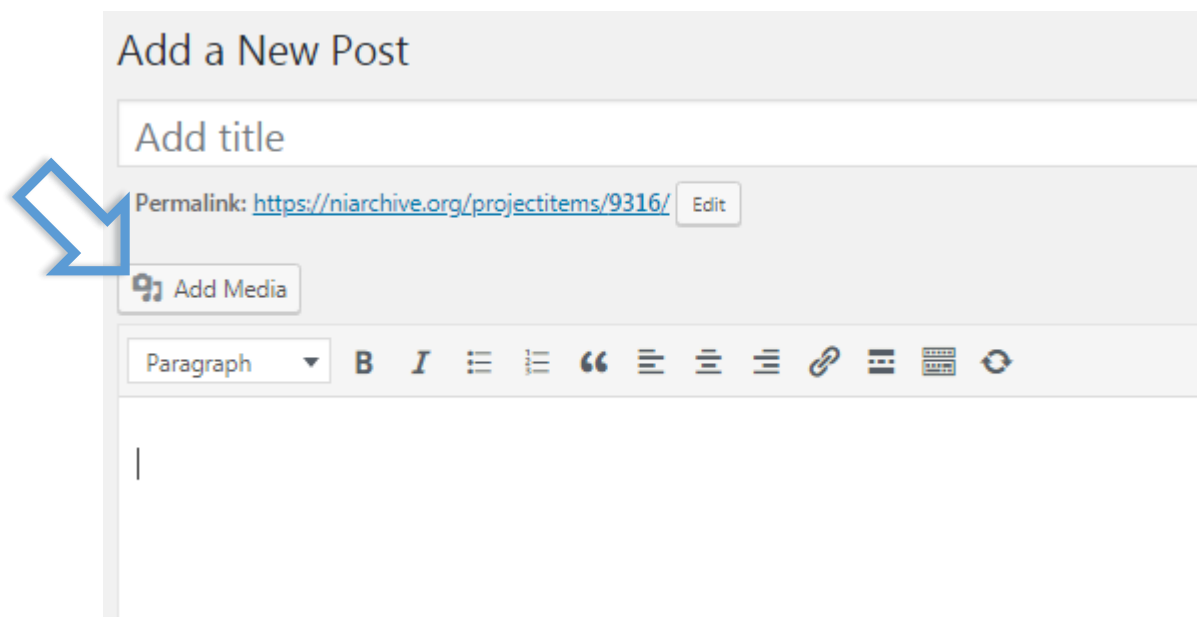 Add a New Post
Add title
Permalink: https://niarchive.org/projectitems/9316/ Edit
Add Media
Paragraph B I